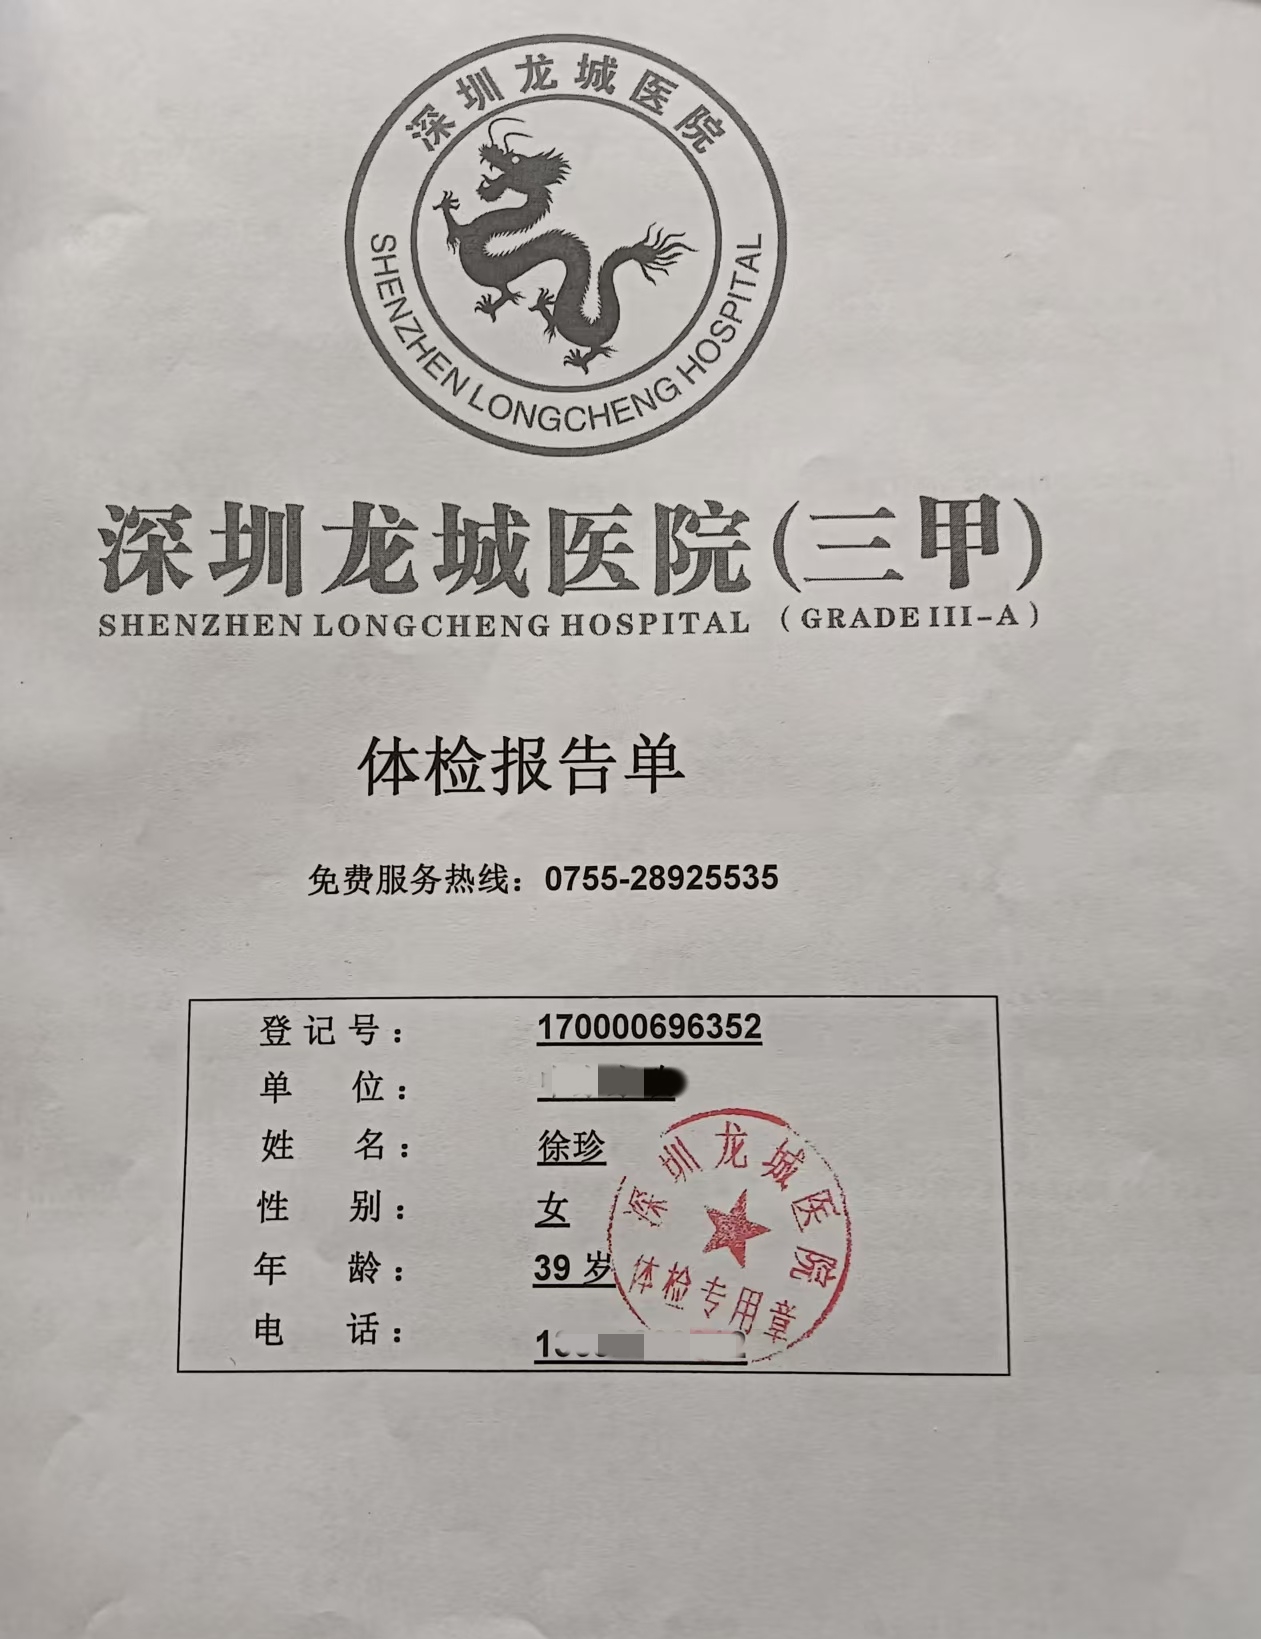 深圳龙城医院
SHENZHEN LONGCHENG HOSPITAL
深圳龙城医院(三甲)
SHENZHEN LONGCHENG HOSPITAL (GRADE III-A)
体检报告单
免费服务热线：0755-28925535
登记号： 170000696352
单 位：
姓 名： 徐珍
性 别： 女
年 龄： 39 岁
电 话：
深圳龙城医院
体检专用章